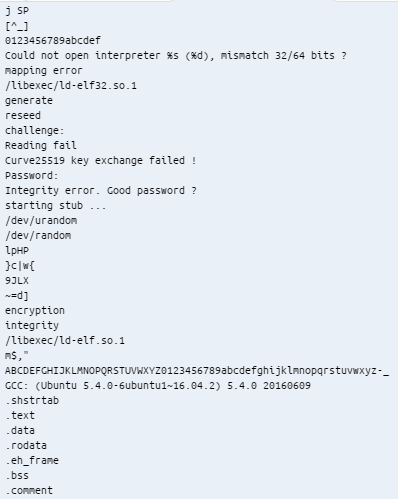 j SP
[^_]
0123456789abcdef
Could not open interpreter %s (%d), mismatch 32/64 bits ?
mapping error
/libexec/ld-elf32.so.1
generate
reseed
challenge:
Reading fail
Curve25519 key exchange failed !
Password:
Integrity error. Good password ?
starting stub ...
/dev/urandom
/dev/random
lpHP
}c|w{
9JLX
~=d]
encryption
integrity
/libexec/ld-elf.so.1
m$,"
ABCDEFGHIJKLMNOPQRSTUVWXYZ0123456789abcdefghijklmnopqrstuvwxyz-_
GCC: (Ubuntu 5.4.0-6ubuntu1~16.04.2) 5.4.0 20160609
.shstrtab
.text
.data
.rodata
.eh_frame
.bss
.comment